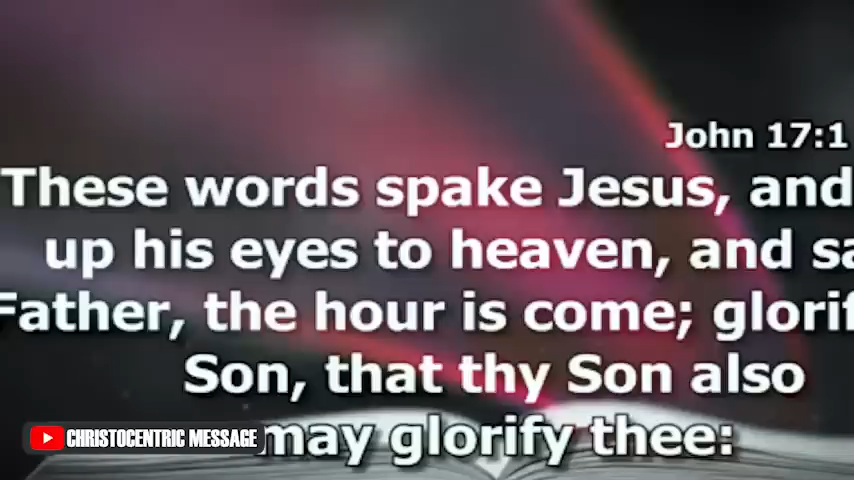 John 17:1
These words spake Jesus, and
up his eyes to heaven, and sa
Father, the hour is come; glorif
Son, that thy Son also
may glorify thee:
CHRISTOCENTRIC MESSAGE